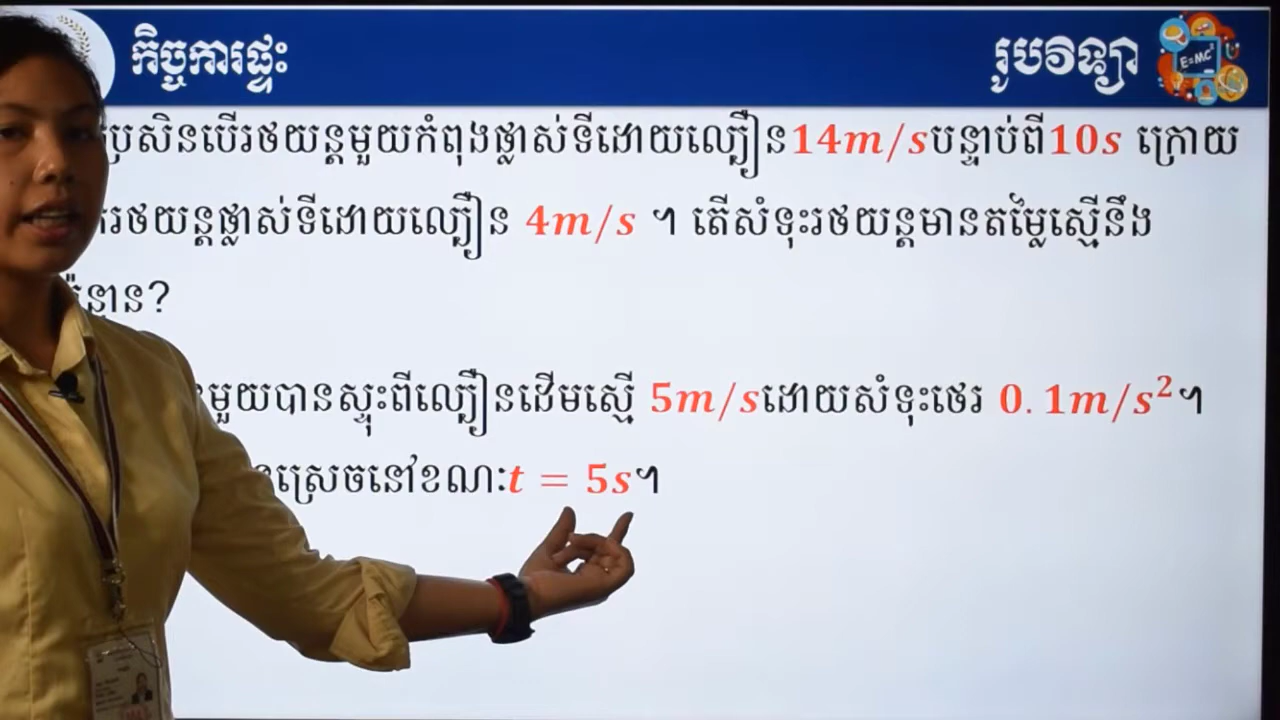 កិច្ចការផ្ទះ
រូបវិទ្យា
E=MC²
ប្រសិនបើរថយន្តមួយកំពុងផ្លាស់ទីដោយល្បឿន14m/sបន្ទាប់ពី10s ក្រោយ
រថយន្តផ្លាស់ទីដោយល្បឿន 4m/s ។ តើសំទុះរថយន្តមានតម្លៃស្មើនឹង
ន្មាន?
មួយបានស្ទុះពីល្បឿនដើមស្មើ 5m/sដោយសំទុះថេរ 0.1m/s²។
ស្រេចនៅខណៈt = 5s។